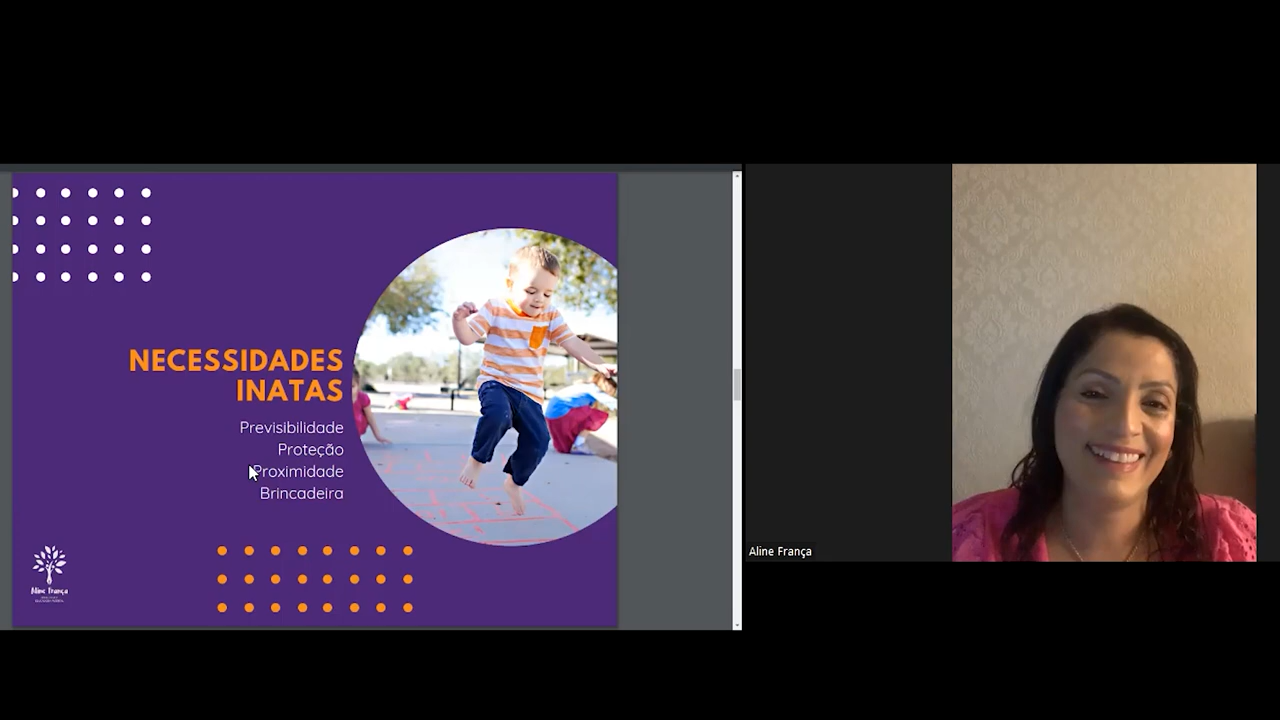 NECESSIDADES
INATAS
Previsibilidade
Proteção
Proximidade
Brincadeira
Aline França
Aline França